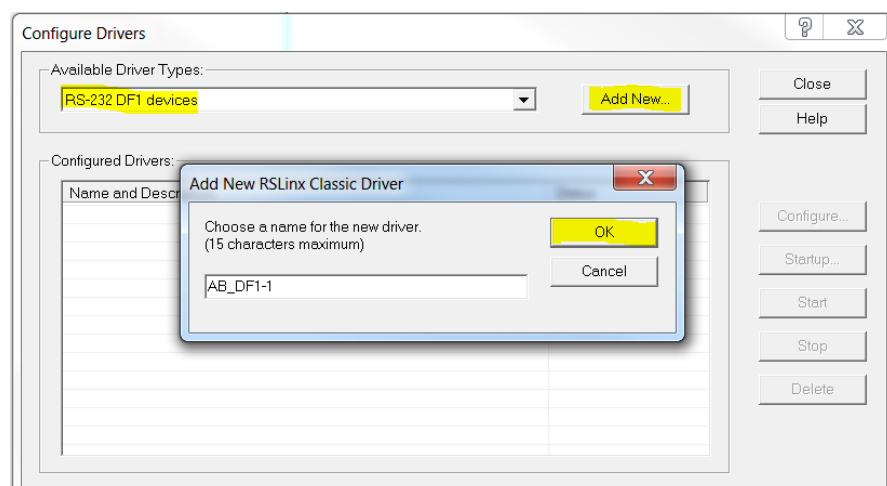 Configure Drivers
Available Driver Types:
RS-232 DF1 devices
Add New...
Close
Help
Configured Drivers:
Name and Descr
Status
Add New RSLinx Classic Driver
Choose a name for the new driver.
(15 characters maximum)
OK
Cancel
AB_DF1-1
Configure...
Startup...
Start
Stop
Delete